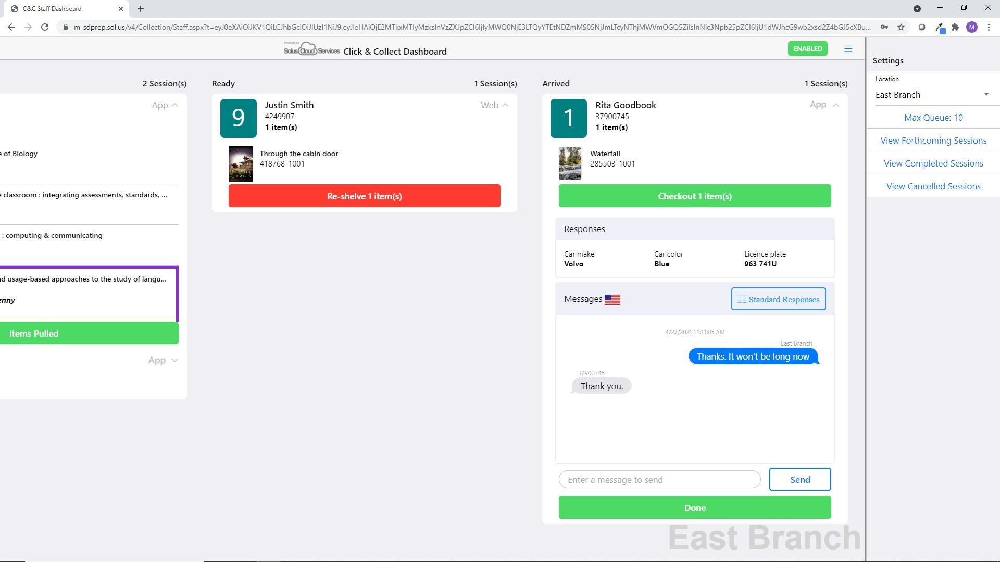 C&C Staff Dashboard
m-sdprep.sol.us/v4/Collection/Staff.aspx?t=eyJ0eXAiOiJKV1QiLCJhbGciOiJIUzI1NiJ9.eyJleHAiOjE2MTkxMTIyMzksInVzZXJpZCI6IjIyMWQ0NjE3LTQyYTEtNDZmMS05NjJmLTcyNThjMWVmOGQ5ZiIsInNlc3Npb25pZCI6IjU1dWJhcG9wb2xsd2Z4bGJ5cXBu...
M
Powered by
Solus Cloud Services Click & Collect Dashboard
ENABLED
2 Session(s)
App
e of Biology
e classroom : integrating assessments, standards, ...
: computing & communicating
nd usage-based approaches to the study of langu...
enny
Items Pulled
App
Ready
1 Session(s)
9
Justin Smith
Web
4249907
1 item(s)
THE CABIN
Through the cabin door
418768-1001
Re-shelve 1 item(s)
Arrived
1 Session(s)
1
Rita Goodbook
App
37900745
1 item(s)
Waterfall
285503-1001
Checkout 1 item(s)
Responses
Car make
Volvo
Car color
Blue
Licence plate
963 741U
Messages
Standard Responses
4/22/2021 11:11:05 AM
East Branch
Thanks. It won't be long now
37900745
Thank you.
Enter a message to send
Send
Done
East Branch
Settings
Location
East Branch
Max Queue: 10
View Forthcoming Sessions
View Completed Sessions
View Cancelled Sessions